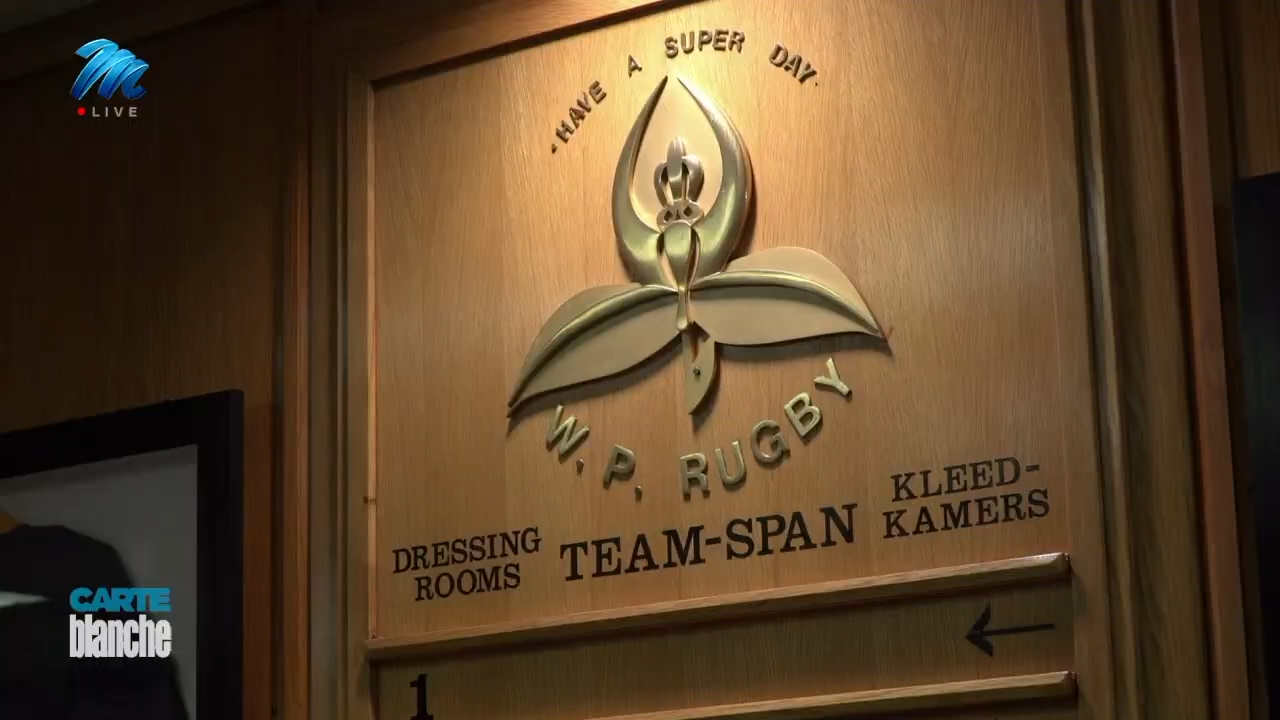 LIVE
·HAVE A SUPER DAY·
W.P. RUGBY
DRESSING ROOMS
TEAM-SPAN
KLEED-
KAMERS
CARTE
blanche
1